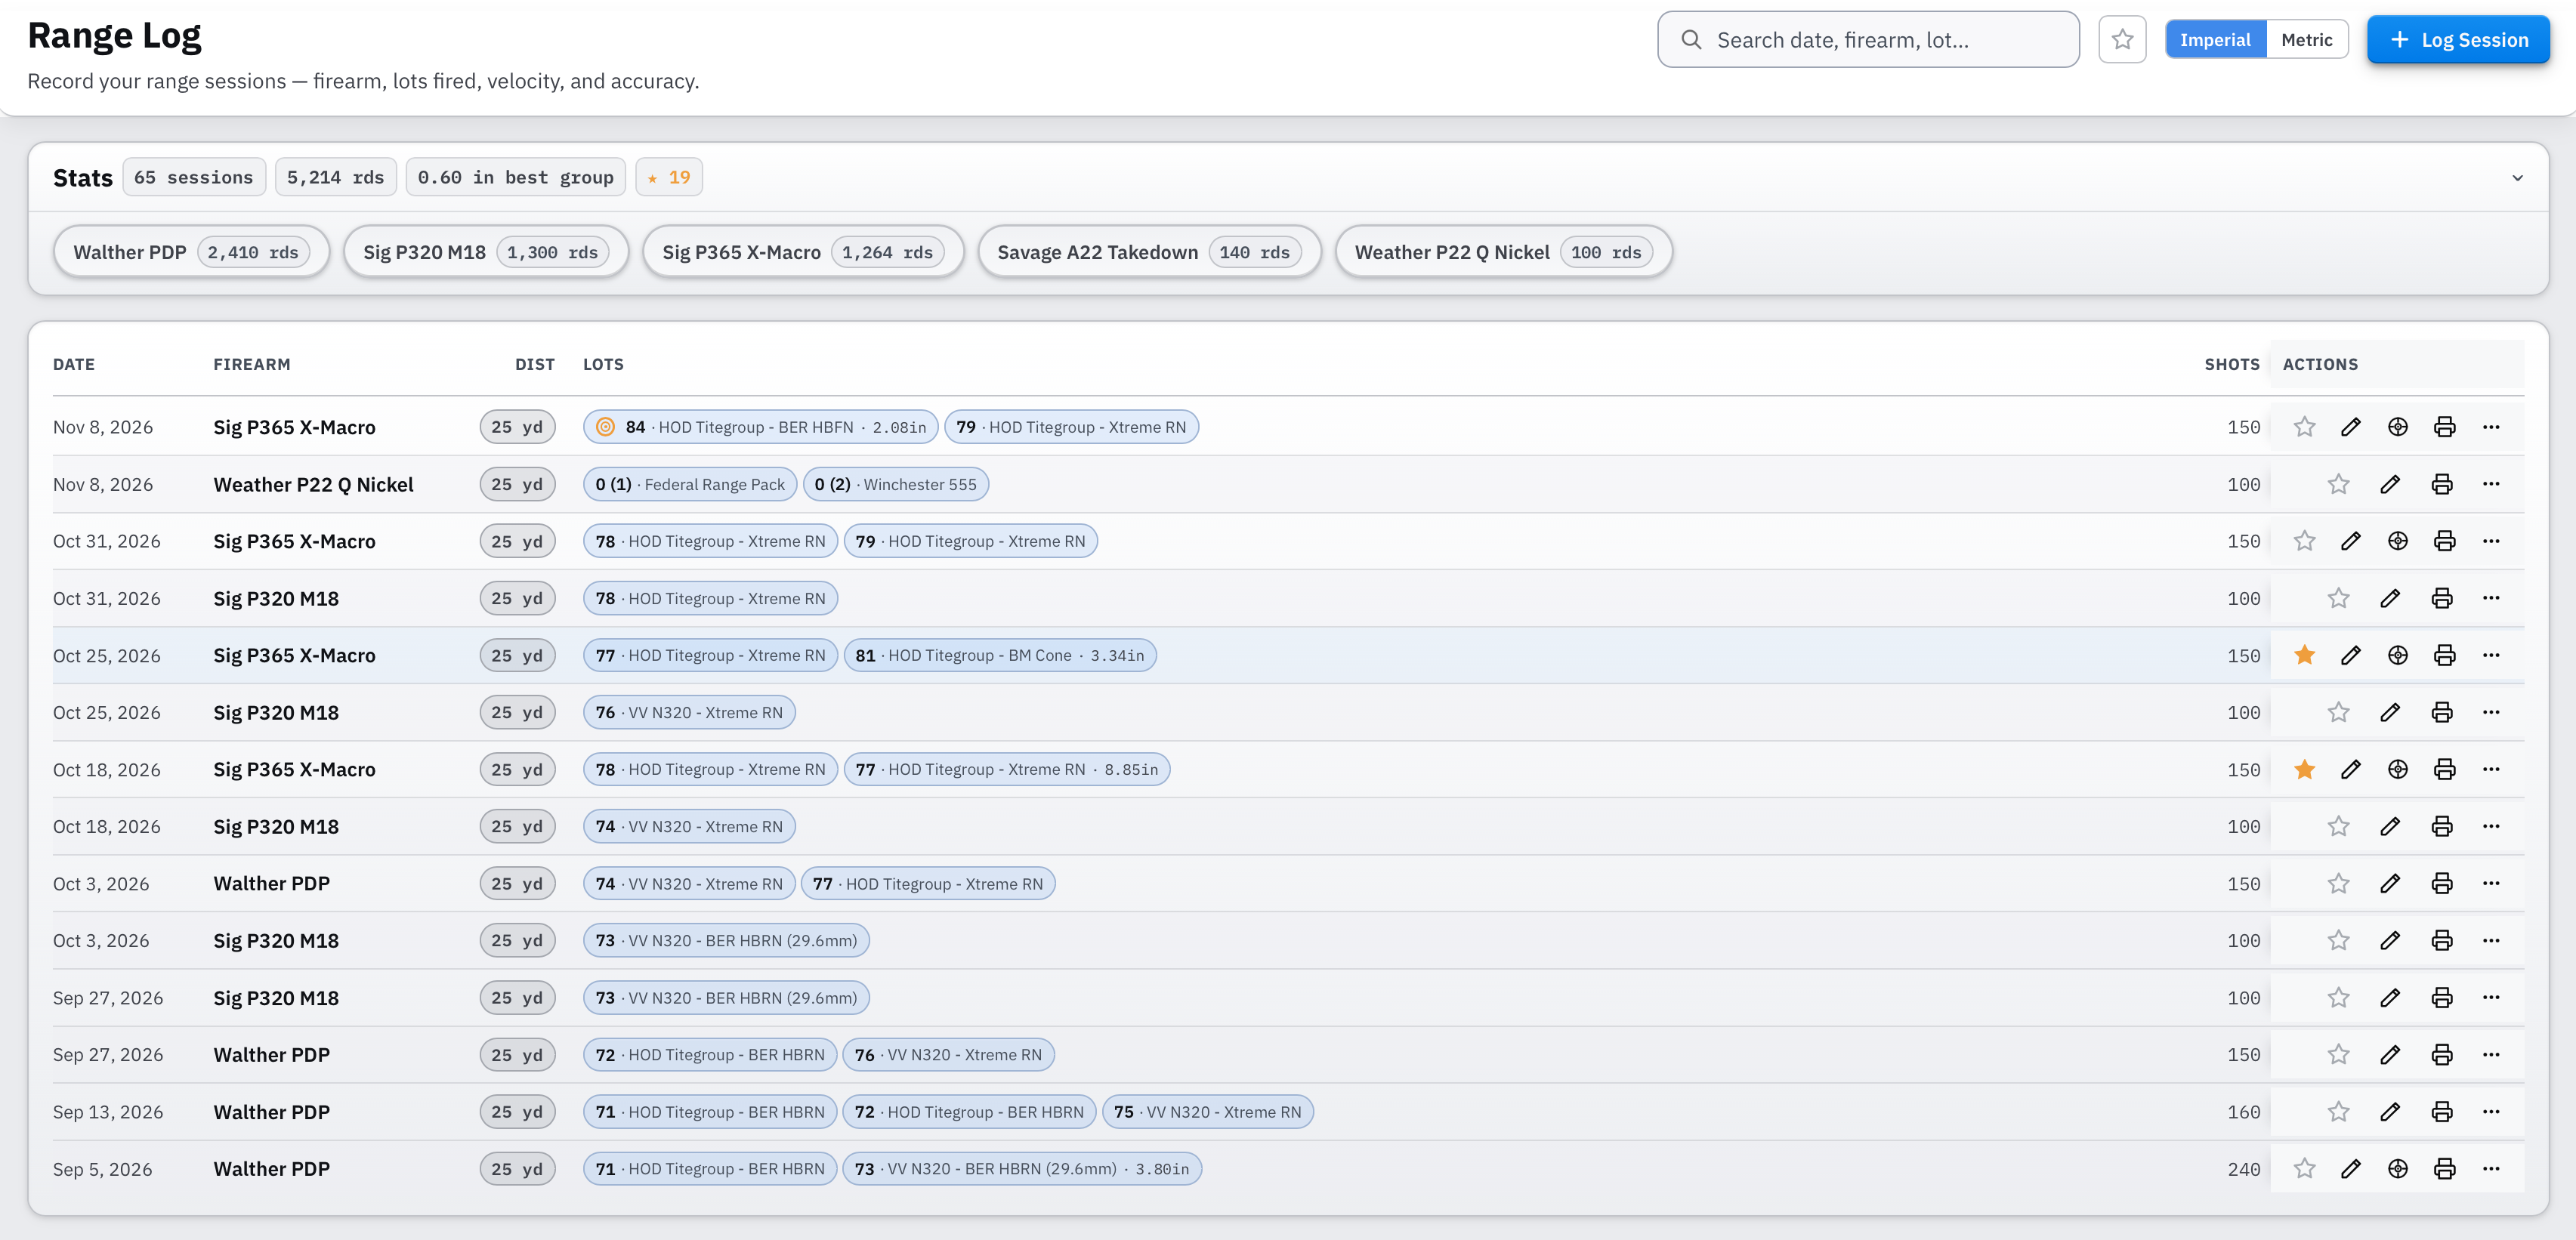 Range Log
Record your range sessions — firearm, lots fired, velocity, and accuracy.
Search date, firearm, lot...
Imperial Metric
+ Log Session
Stats 65 sessions 5,214 rds 0.60 in best group ★ 19
Walther PDP 2,410 rds Sig P320 M18 1,300 rds Sig P365 X-Macro 1,264 rds Savage A22 Takedown 140 rds Weather P22 Q Nickel 100 rds
DATE FIREARM DIST LOTS SHOTS ACTIONS
Nov 8, 2026 Sig P365 X-Macro 25 yd 84 · HOD Titegroup - BER HBFN · 2.08in 79 · HOD Titegroup - Xtreme RN 150
Nov 8, 2026 Weather P22 Q Nickel 25 yd 0 (1) · Federal Range Pack 0 (2) · Winchester 555 100
Oct 31, 2026 Sig P365 X-Macro 25 yd 78 · HOD Titegroup - Xtreme RN 79 · HOD Titegroup - Xtreme RN 150
Oct 31, 2026 Sig P320 M18 25 yd 78 · HOD Titegroup - Xtreme RN 100
Oct 25, 2026 Sig P365 X-Macro 25 yd 77 · HOD Titegroup - Xtreme RN 81 · HOD Titegroup - BM Cone · 3.34in 150
Oct 25, 2026 Sig P320 M18 25 yd 76 · VV N320 - Xtreme RN 100
Oct 18, 2026 Sig P365 X-Macro 25 yd 78 · HOD Titegroup - Xtreme RN 77 · HOD Titegroup - Xtreme RN · 8.85in 150
Oct 18, 2026 Sig P320 M18 25 yd 74 · VV N320 - Xtreme RN 100
Oct 3, 2026 Walther PDP 25 yd 74 · VV N320 - Xtreme RN 77 · HOD Titegroup - Xtreme RN 150
Oct 3, 2026 Sig P320 M18 25 yd 73 · VV N320 - BER HBRN (29.6mm) 100
Sep 27, 2026 Sig P320 M18 25 yd 73 · VV N320 - BER HBRN (29.6mm) 100
Sep 27, 2026 Walther PDP 25 yd 72 · HOD Titegroup - BER HBRN 76 · VV N320 - Xtreme RN 150
Sep 13, 2026 Walther PDP 25 yd 71 · HOD Titegroup - BER HBRN 72 · HOD Titegroup - BER HBRN 75 · VV N320 - Xtreme RN 160
Sep 5, 2026 Walther PDP 25 yd 71 · HOD Titegroup - BER HBRN 73 · VV N320 - BER HBRN (29.6mm) · 3.80in 240